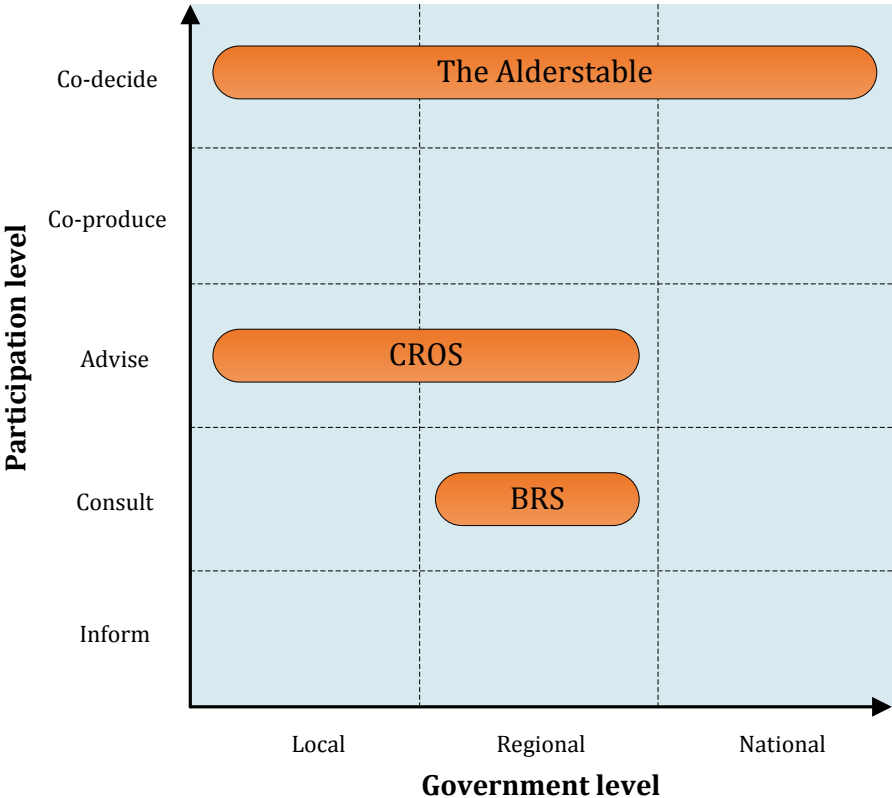 Participation level
Co-decide
The Alderstable
Co-produce
Advise
CROS
Consult
BRS
Inform
Local
Regional
National
Government level